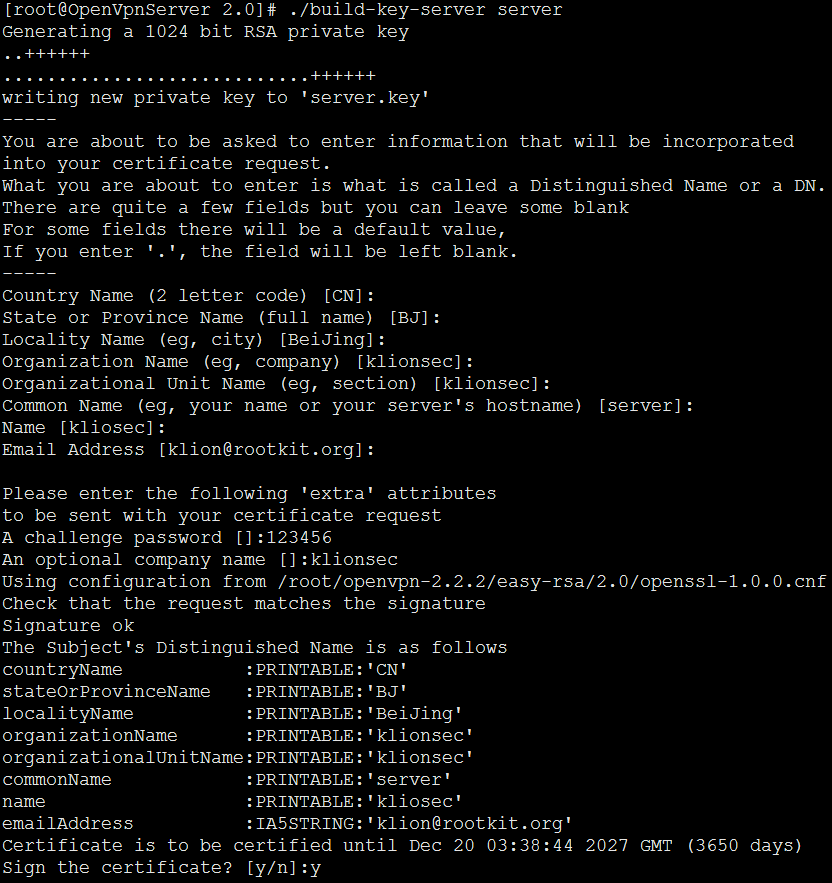 [root@OpenVpnServer 2.0]# ./build-key-server server
Generating a 1024 bit RSA private key
..++++++
............................++++++
writing new private key to 'server.key'
-----
You are about to be asked to enter information that will be incorporated
into your certificate request.
What you are about to enter is what is called a Distinguished Name or a DN.
There are quite a few fields but you can leave some blank
For some fields there will be a default value,
If you enter '.', the field will be left blank.
-----
Country Name (2 letter code) [CN]:
State or Province Name (full name) [BJ]:
Locality Name (eg, city) [BeiJing]:
Organization Name (eg, company) [klionsec]:
Organizational Unit Name (eg, section) [klionsec]:
Common Name (eg, your name or your server's hostname) [server]:
Name [kliosec]:
Email Address [klion@rootkit.org]:

Please enter the following 'extra' attributes
to be sent with your certificate request
A challenge password []:123456
An optional company name []:klionsec
Using configuration from /root/openvpn-2.2.2/easy-rsa/2.0/openssl-1.0.0.cnf
Check that the request matches the signature
Signature ok
The Subject's Distinguished Name is as follows
countryName           :PRINTABLE:'CN'
stateOrProvinceName   :PRINTABLE:'BJ'
localityName          :PRINTABLE:'BeiJing'
organizationName      :PRINTABLE:'klionsec'
organizationalUnitName:PRINTABLE:'klionsec'
commonName            :PRINTABLE:'server'
name                  :PRINTABLE:'kliosec'
emailAddress          :IA5STRING:'klion@rootkit.org'
Certificate is to be certified until Dec 20 03:38:44 2027 GMT (3650 days)
Sign the certificate? [y/n]:y